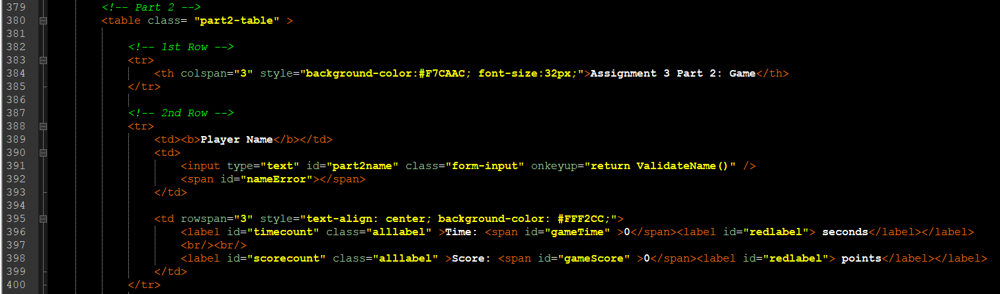 379 <!-- Part 2 -->
380 <table class= "part2-table" >
381
382 <!-- 1st Row -->
383 <tr>
384 <th colspan="3" style="background-color:#F7CAAC; font-size:32px;">Assignment 3 Part 2: Game</th>
385 </tr>
386
387 <!-- 2nd Row -->
388 <tr>
389 <td><b>Player Name</b></td>
390 <td>
391 <input type="text" id="part2name" class="form-input" onkeyup="return ValidateName()" />
392 <span id="nameError"></span>
393 </td>
394
395 <td rowspan="3" style="text-align: center; background-color: #FFF2CC;">
396 <label id="timecount" class="alllabel" >Time: <span id="gameTime" >0</span><label id="redlabel"> seconds</label></label>
397 <br/><br/>
398 <label id="scorecount" class="alllabel" >Score: <span id="gameScore" >0</span><label id="redlabel"> points</label></label>
399 </td>
400 </tr>